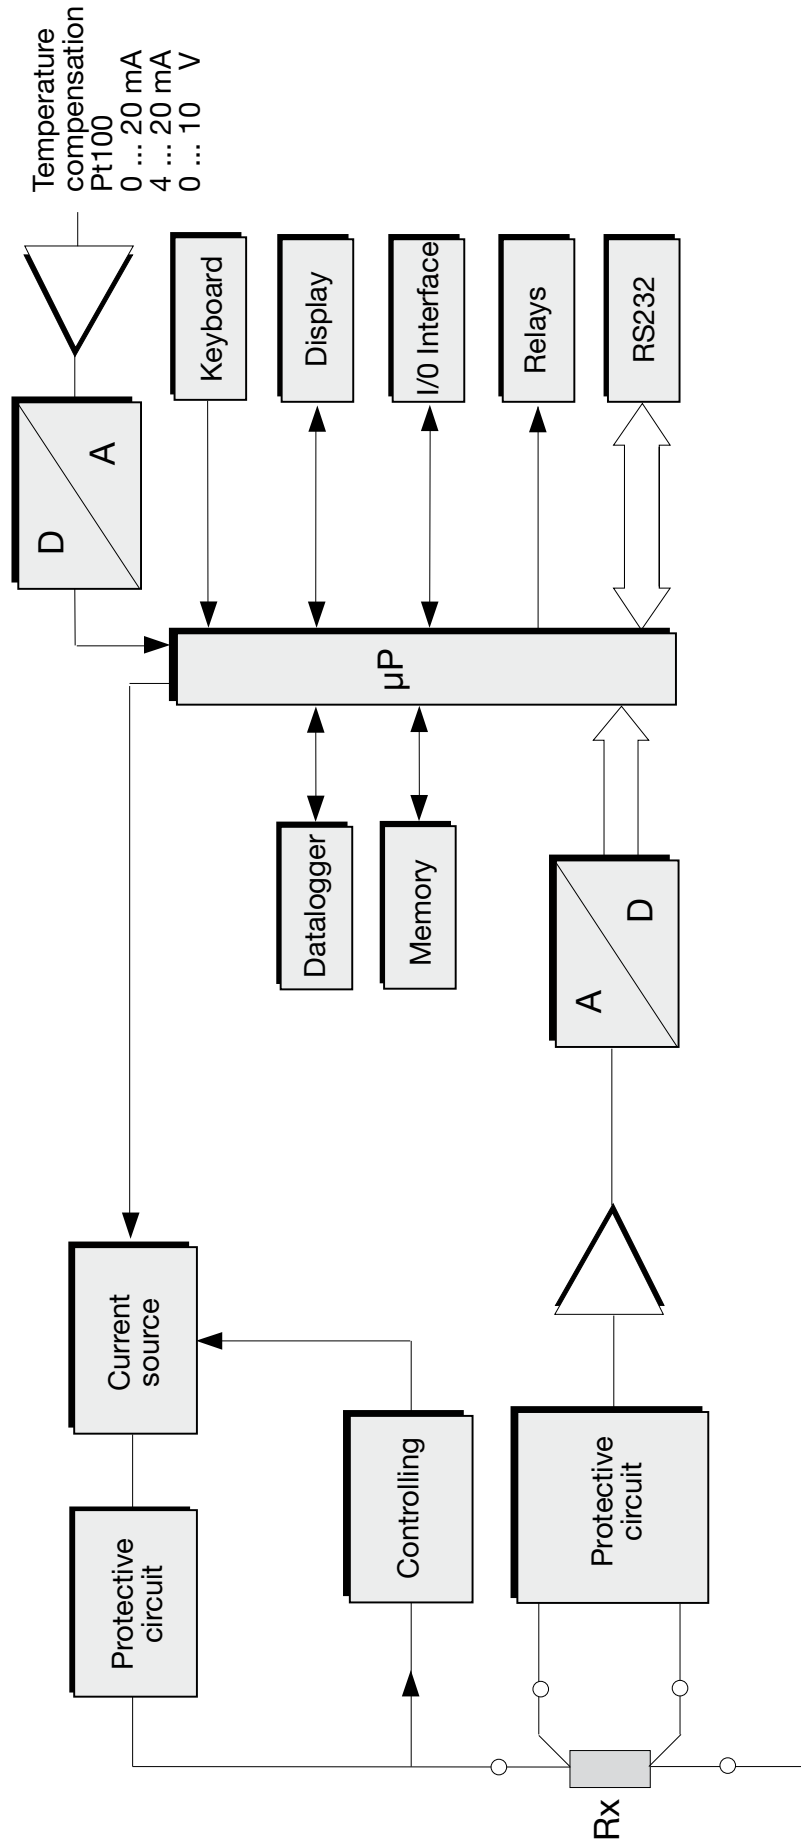 Temperature
compensation
Pt100
0 ... 20 mA
4 ... 20 mA
0 ... 10 V
D
A
Keyboard
Display
I/0 Interface
Relays
RS232
µP
Datalogger
Memory
A
D
Current
source
Controlling
Protective
circuit
Protective
circuit
Rx